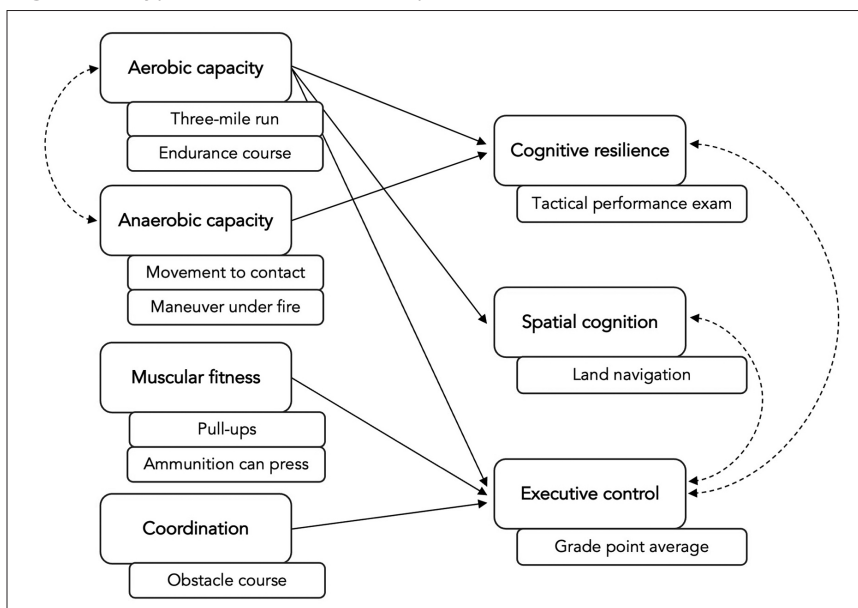 Aerobic capacity
Three-mile run
Endurance course
Anaerobic capacity
Movement to contact
Maneuver under fire
Muscular fitness
Pull-ups
Ammunition can press
Coordination
Obstacle course
Cognitive resilience
Tactical performance exam
Spatial cognition
Land navigation
Executive control
Grade point average